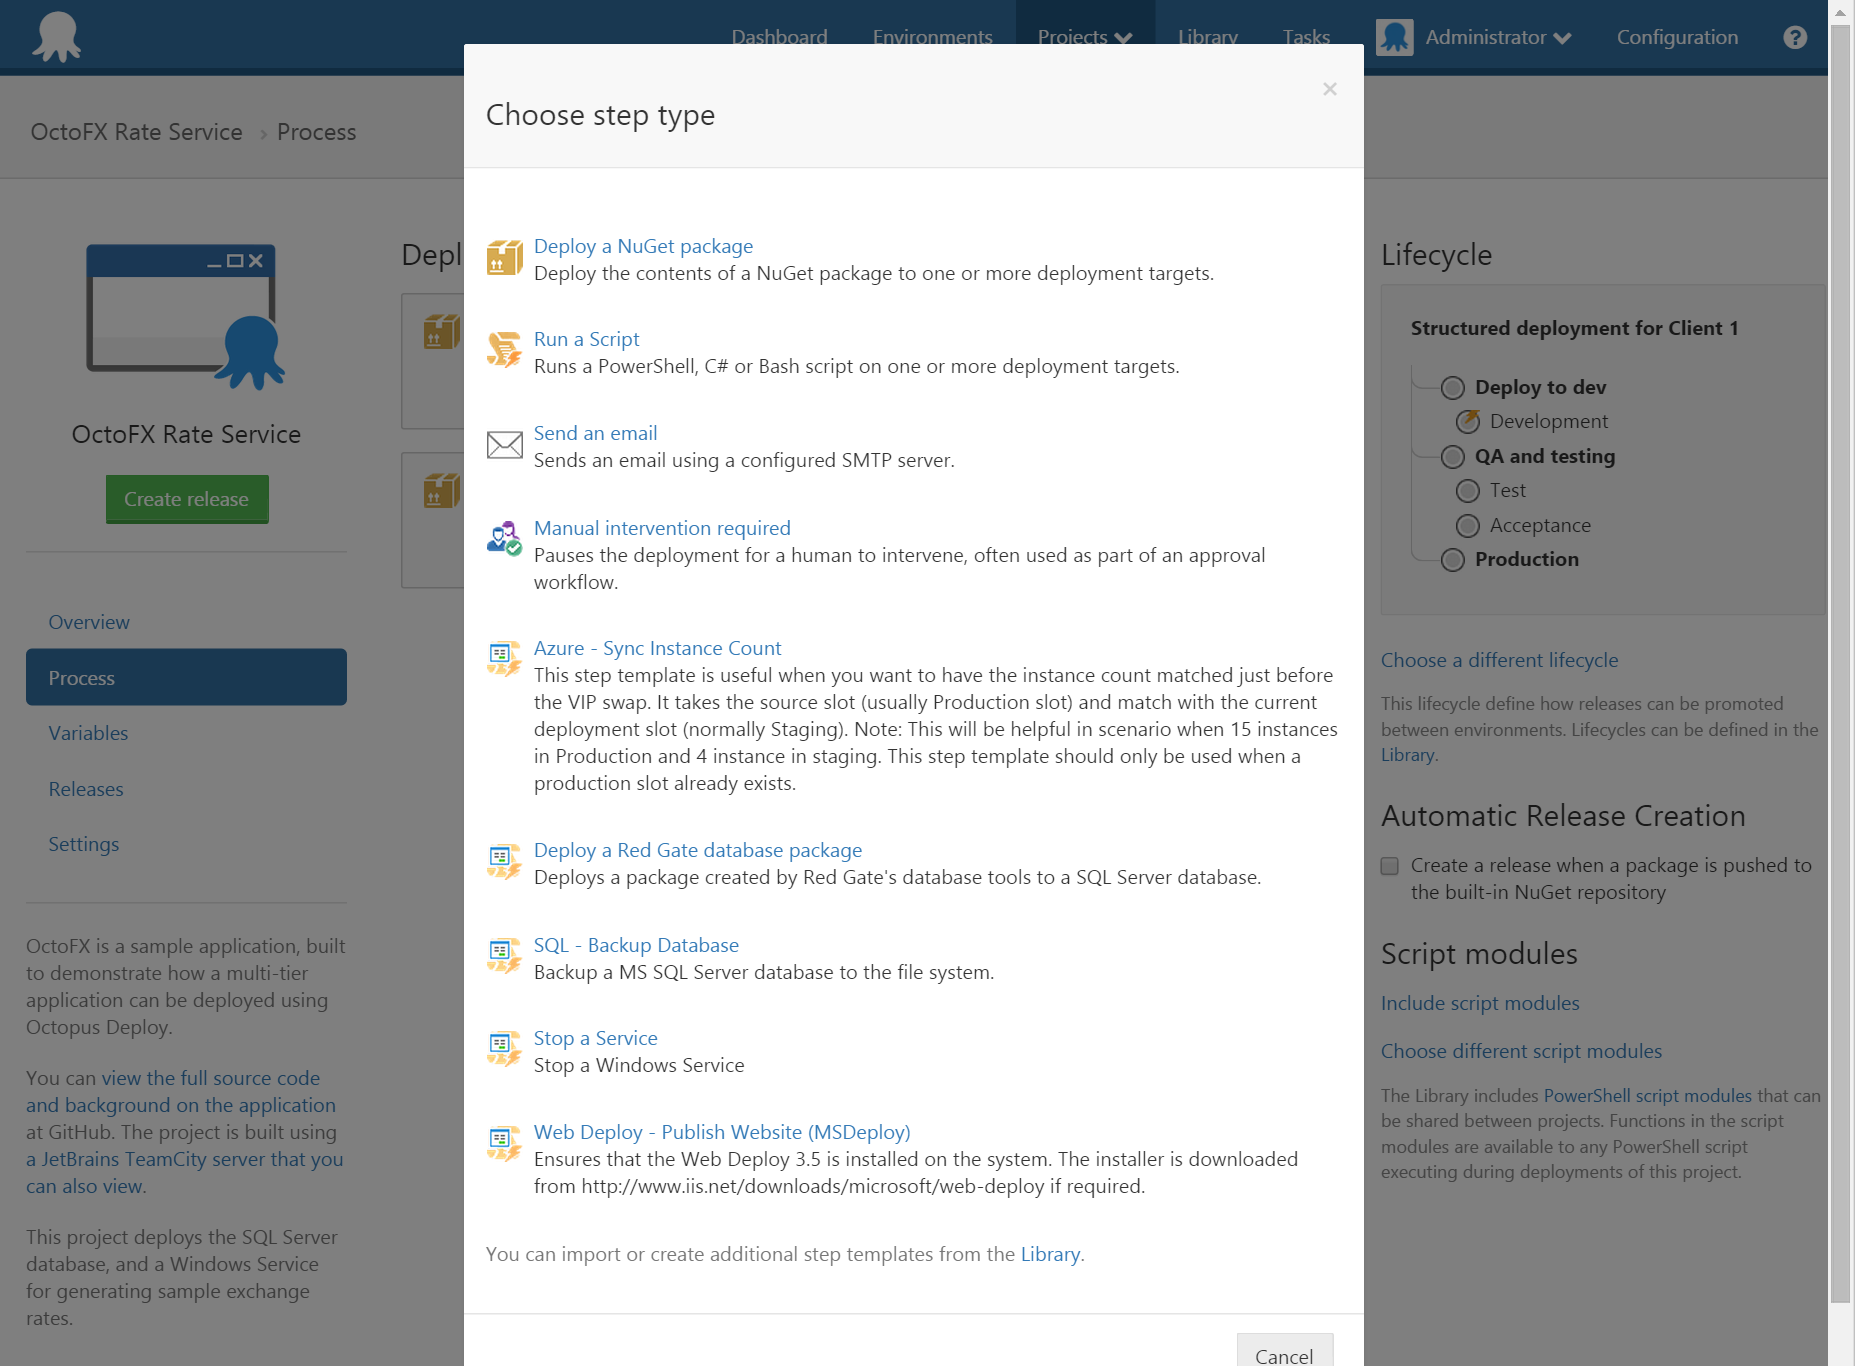 Dashboard
Environments
Projects
Library
Tasks
Administrator
Configuration
?
OctoFX Rate Service › Process
Choose step type
×
OctoFX Rate Service
Create release
Overview
Process
Variables
Releases
Settings
OctoFX is a sample application, built
to demonstrate how a multi-tier
application can be deployed using
Octopus Deploy.
You can view the full source code
and background on the application
at GitHub. The project is built using
a JetBrains TeamCity server that you
can also view.
This project deploys the SQL Server
database, and a Windows Service
for generating sample exchange
rates.
Depl
Deploy a NuGet package
Deploy the contents of a NuGet package to one or more deployment targets.
Run a Script
Runs a PowerShell, C# or Bash script on one or more deployment targets.
Send an email
Sends an email using a configured SMTP server.
Manual intervention required
Pauses the deployment for a human to intervene, often used as part of an approval
workflow.
Azure - Sync Instance Count
This step template is useful when you want to have the instance count matched just before
the VIP swap. It takes the source slot (usually Production slot) and match with the current
deployment slot (normally Staging). Note: This will be helpful in scenario when 15 instances
in Production and 4 instance in staging. This step template should only be used when a
production slot already exists.
Deploy a Red Gate database package
Deploys a package created by Red Gate's database tools to a SQL Server database.
SQL - Backup Database
Backup a MS SQL Server database to the file system.
Stop a Service
Stop a Windows Service
Web Deploy - Publish Website (MSDeploy)
Ensures that the Web Deploy 3.5 is installed on the system. The installer is downloaded
from http://www.iis.net/downloads/microsoft/web-deploy if required.
You can import or create additional step templates from the Library.
Cancel
Lifecycle
Structured deployment for Client 1
Deploy to dev
Development
QA and testing
Test
Acceptance
Production
Choose a different lifecycle
This lifecycle define how releases can be promoted
between environments. Lifecycles can be defined in the
Library.
Automatic Release Creation
Create a release when a package is pushed to
the built-in NuGet repository
Script modules
Include script modules
Choose different script modules
The Library includes PowerShell script modules that can
be shared between projects. Functions in the script
modules are available to any PowerShell script
executing during deployments of this project.